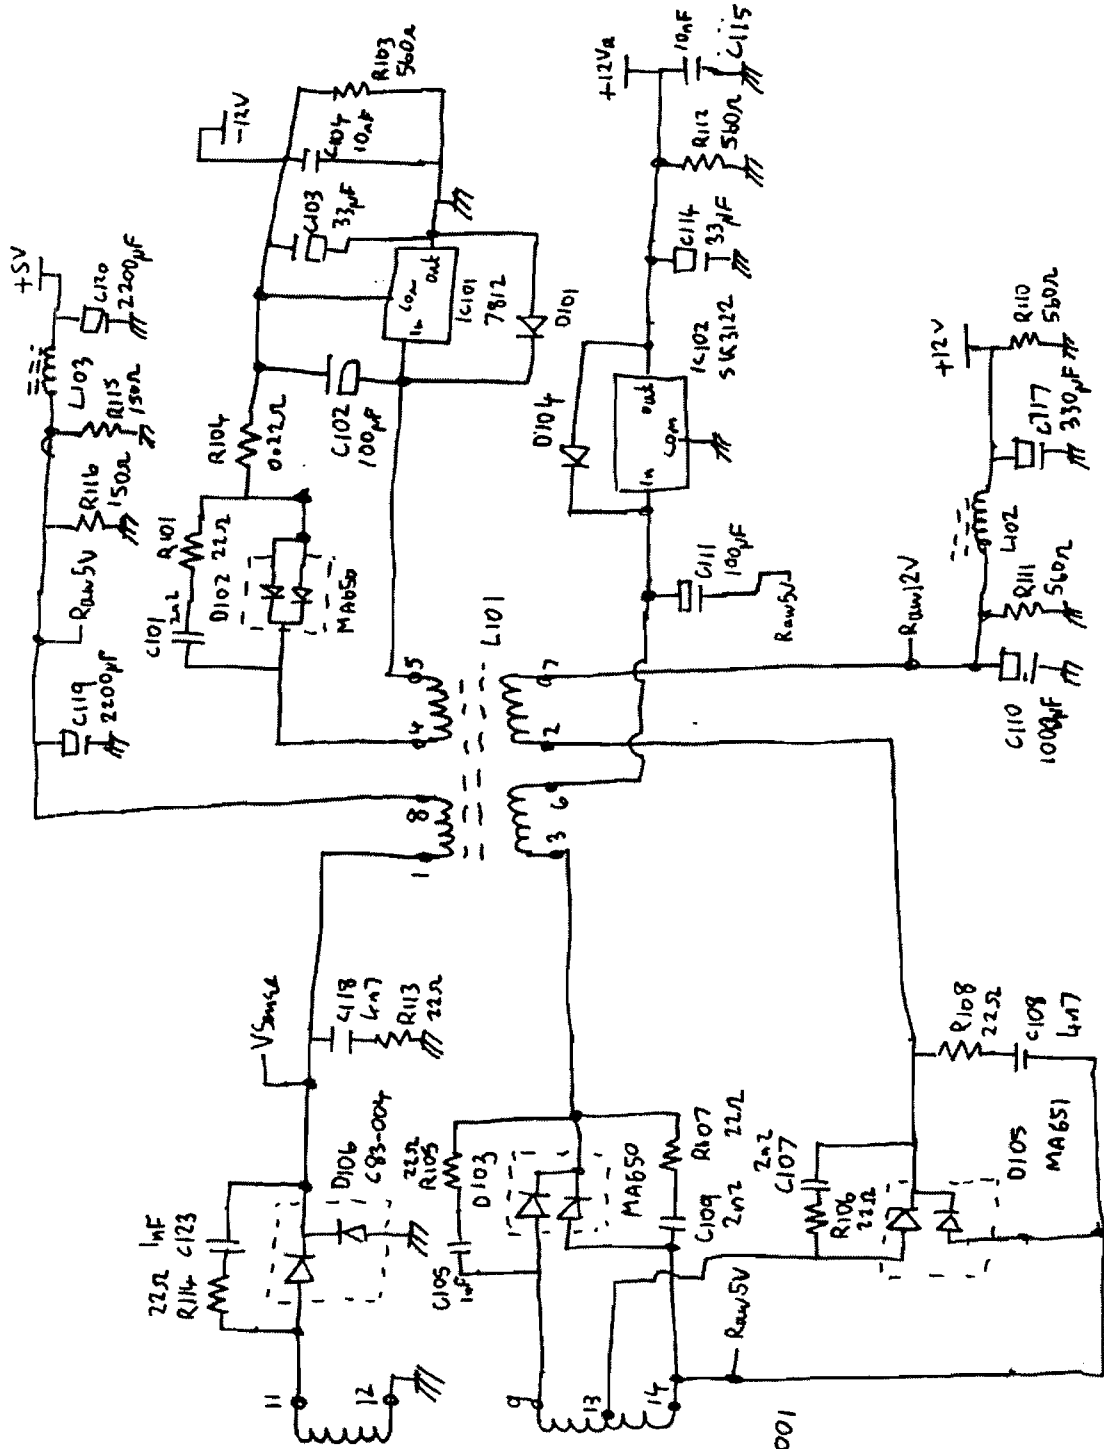 +5V
C120
2200µF
L103
R115
150Ω
R116
150Ω
Raw5V
C119
2200µF
-12V
R103
560Ω
C104
10nF
C103
33µF
Com
In
Out
IC101
7812
D101
C102
100µF
R104
0.22Ω
R101
22Ω
C101
2n2
D102
MA650
+12VR
10nF
C115
R112
560Ω
C114
33µF
IC102
SK3122
In
Com
Out
D104
C111
100µF
Raw5V
+12V
R110
560Ω
C117
330µF
L102
R111
560Ω
Raw12V
C110
1000µF
L101
5
4
8
1
7
2
6
3
VSense
C118
4n7
R113
22Ω
D106
C83-004
1nF
C123
22Ω
R114
11
12
22Ω
R105
D103
C105
1nF
MA650
R107
22Ω
C109
2n2
2n2
C107
R106
22Ω
R108
22Ω
C108
4n7
D105
MA651
Raw5V
9
13
14
001